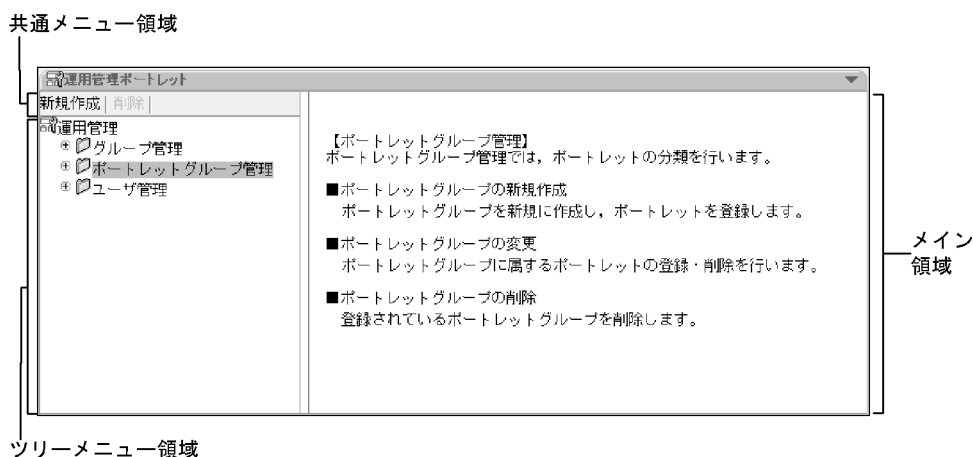 共通メニュー領域
運用管理ポートレット
新規作成| 削除|
運用管理
グループ管理
ポートレットグループ管理
ユーザ管理
【ポートレットグループ管理】
ポートレットグループ管理では，ポートレットの分類を行います。
■ポートレットグループの新規作成
ポートレットグループを新規に作成し，ポートレットを登録します。
■ポートレットグループの変更
ポートレットグループに属するポートレットの登録・削除を行います。
■ポートレットグループの削除
登録されているポートレットグループを削除します。
メイン
領域
ツリーメニュー領域